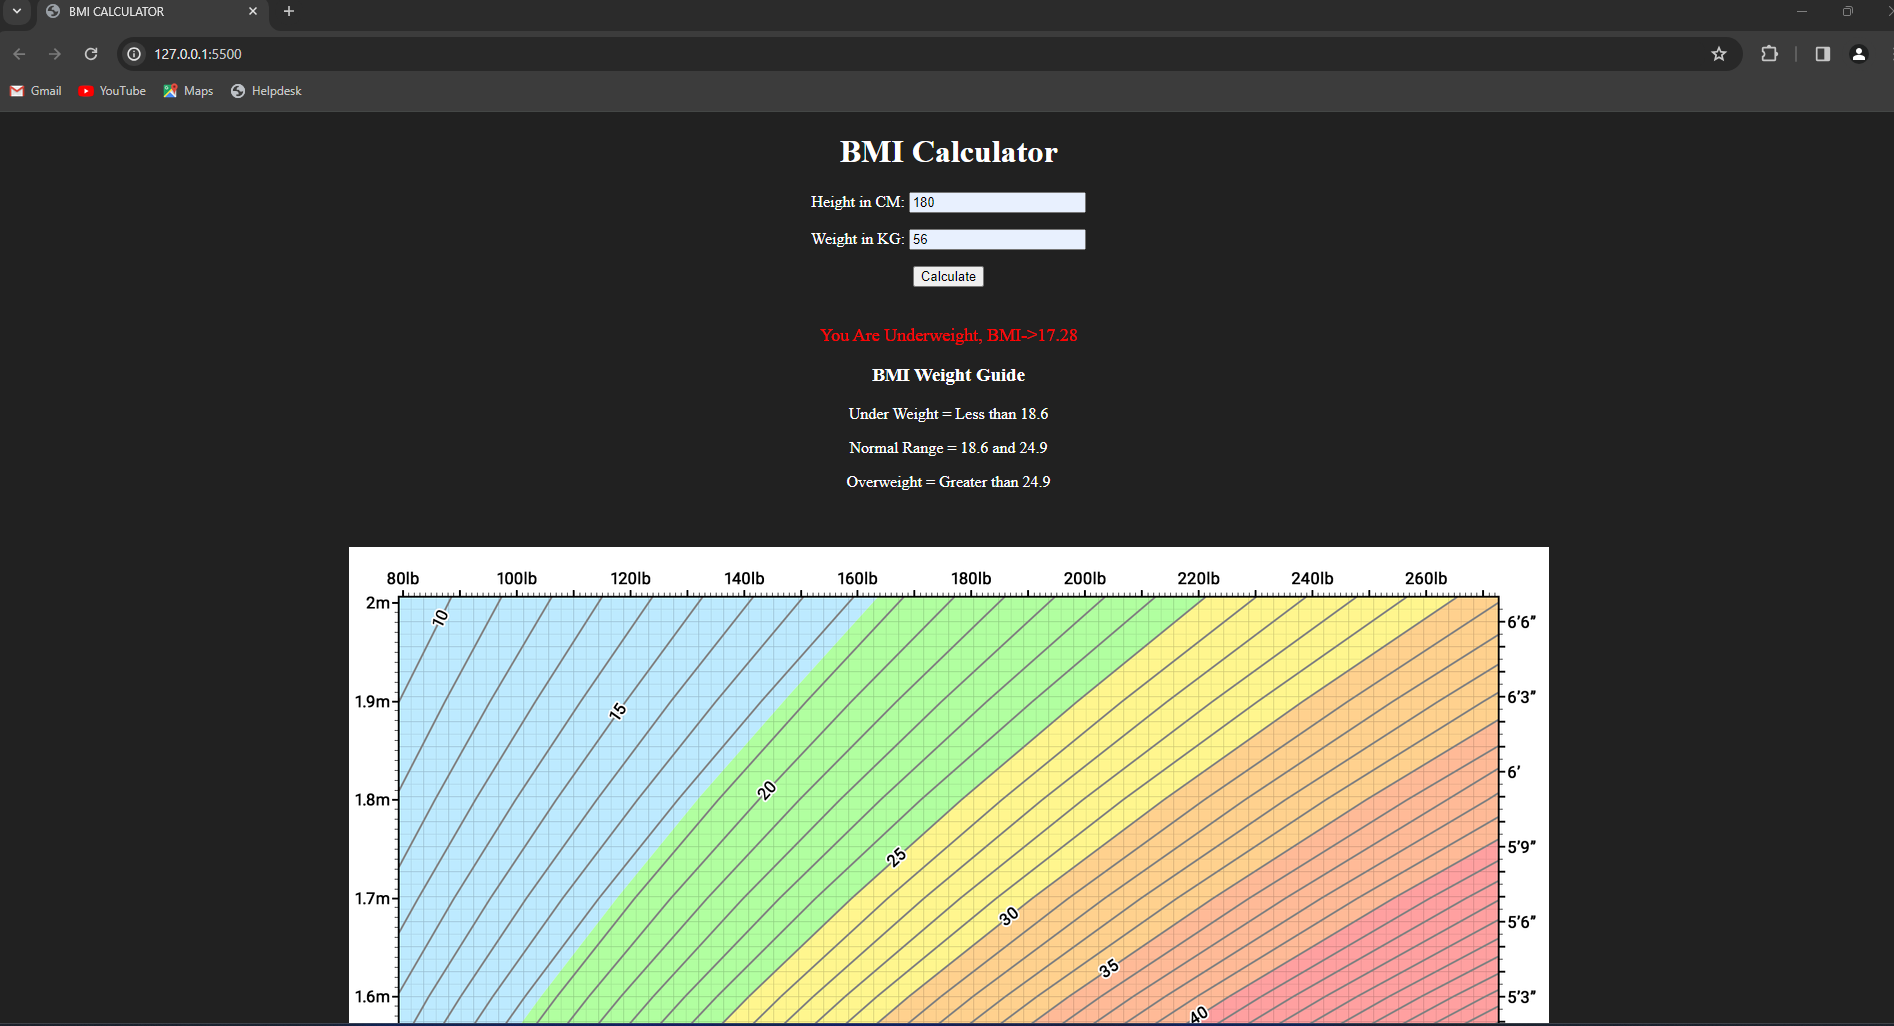 BMI CALCULATOR
127.0.0.1:5500
Gmail YouTube Maps Helpdesk
BMI Calculator
Height in CM: 180
Weight in KG: 56
Calculate
You Are Underweight, BMI->17.28
BMI Weight Guide
Under Weight = Less than 18.6
Normal Range = 18.6 and 24.9
Overweight = Greater than 24.9
80lb 100lb 120lb 140lb 160lb 180lb 200lb 220lb 240lb 260lb
2m
10
6'6”
6'3”
1.9m
15
6'
20
1.8m
5'9”
25
1.7m
30
5'6”
35
1.6m
5'3”
40